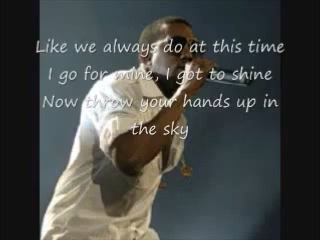 Like we always do at this time
I go for mine, I got to shine
Now throw your hands up in
the sky